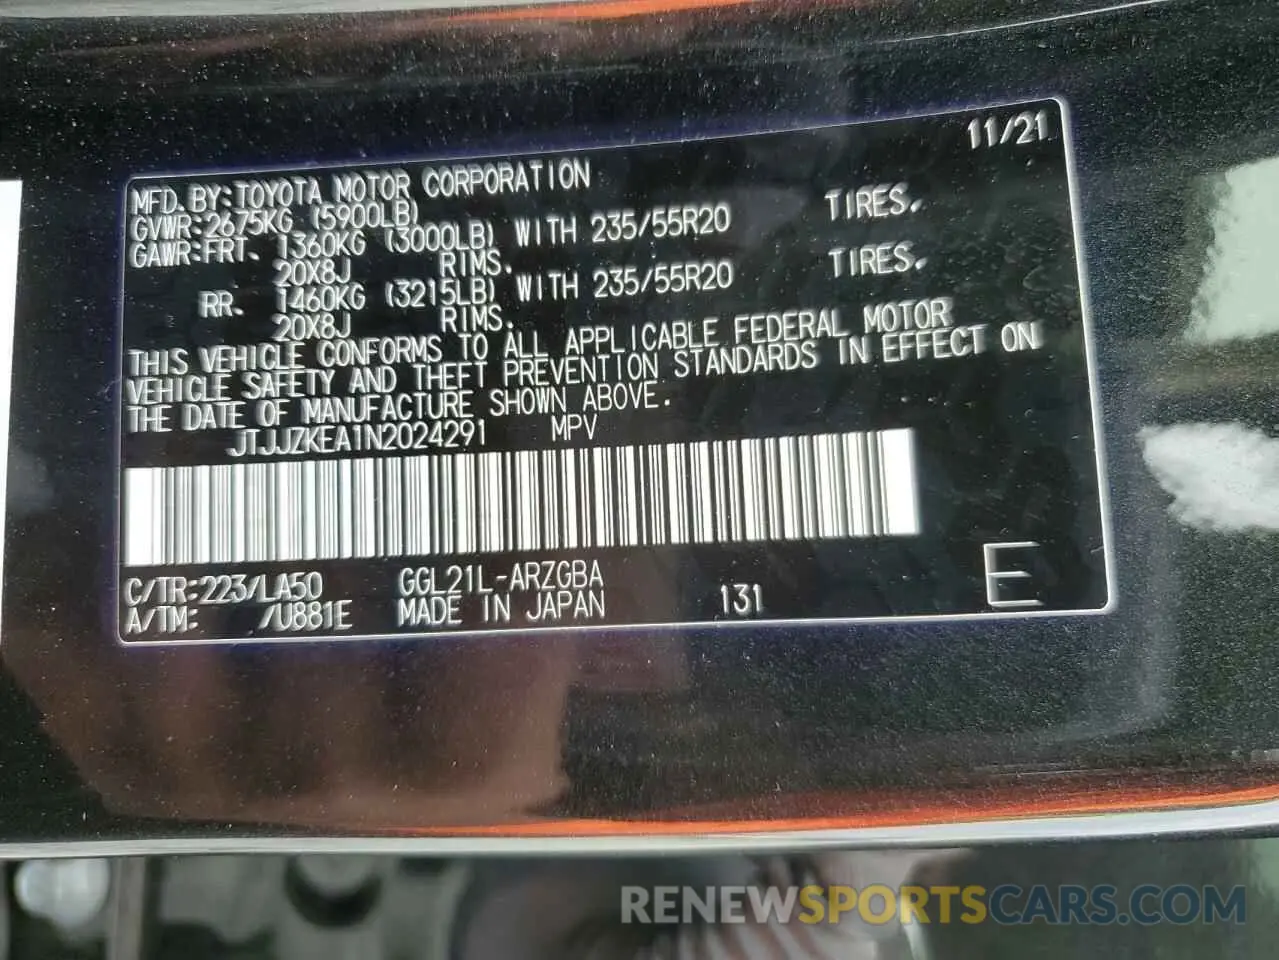 11/21
MFD. BY: TOYOTA MOTOR CORPORATION
GVWR: 2675KG (5900LB)
GAWR: FRT. 1360KG (3000LB) WITH 235/55R20 TIRES.
20X8J RIMS.
RR. 1460KG (3215LB) WITH 235/55R20 TIRES.
20X8J RIMS.
THIS VEHICLE CONFORMS TO ALL APPLICABLE FEDERAL MOTOR
VEHICLE SAFETY AND THEFT PREVENTION STANDARDS IN EFFECT ON
THE DATE OF MANUFACTURE SHOWN ABOVE.
JTJJZKEA1N2024291 MPV
C/TR: 223/LA50 GGL21L-ARZGBA
A/TM: /U881E MADE IN JAPAN 131 E
RENEWSPORTSCARS.COM